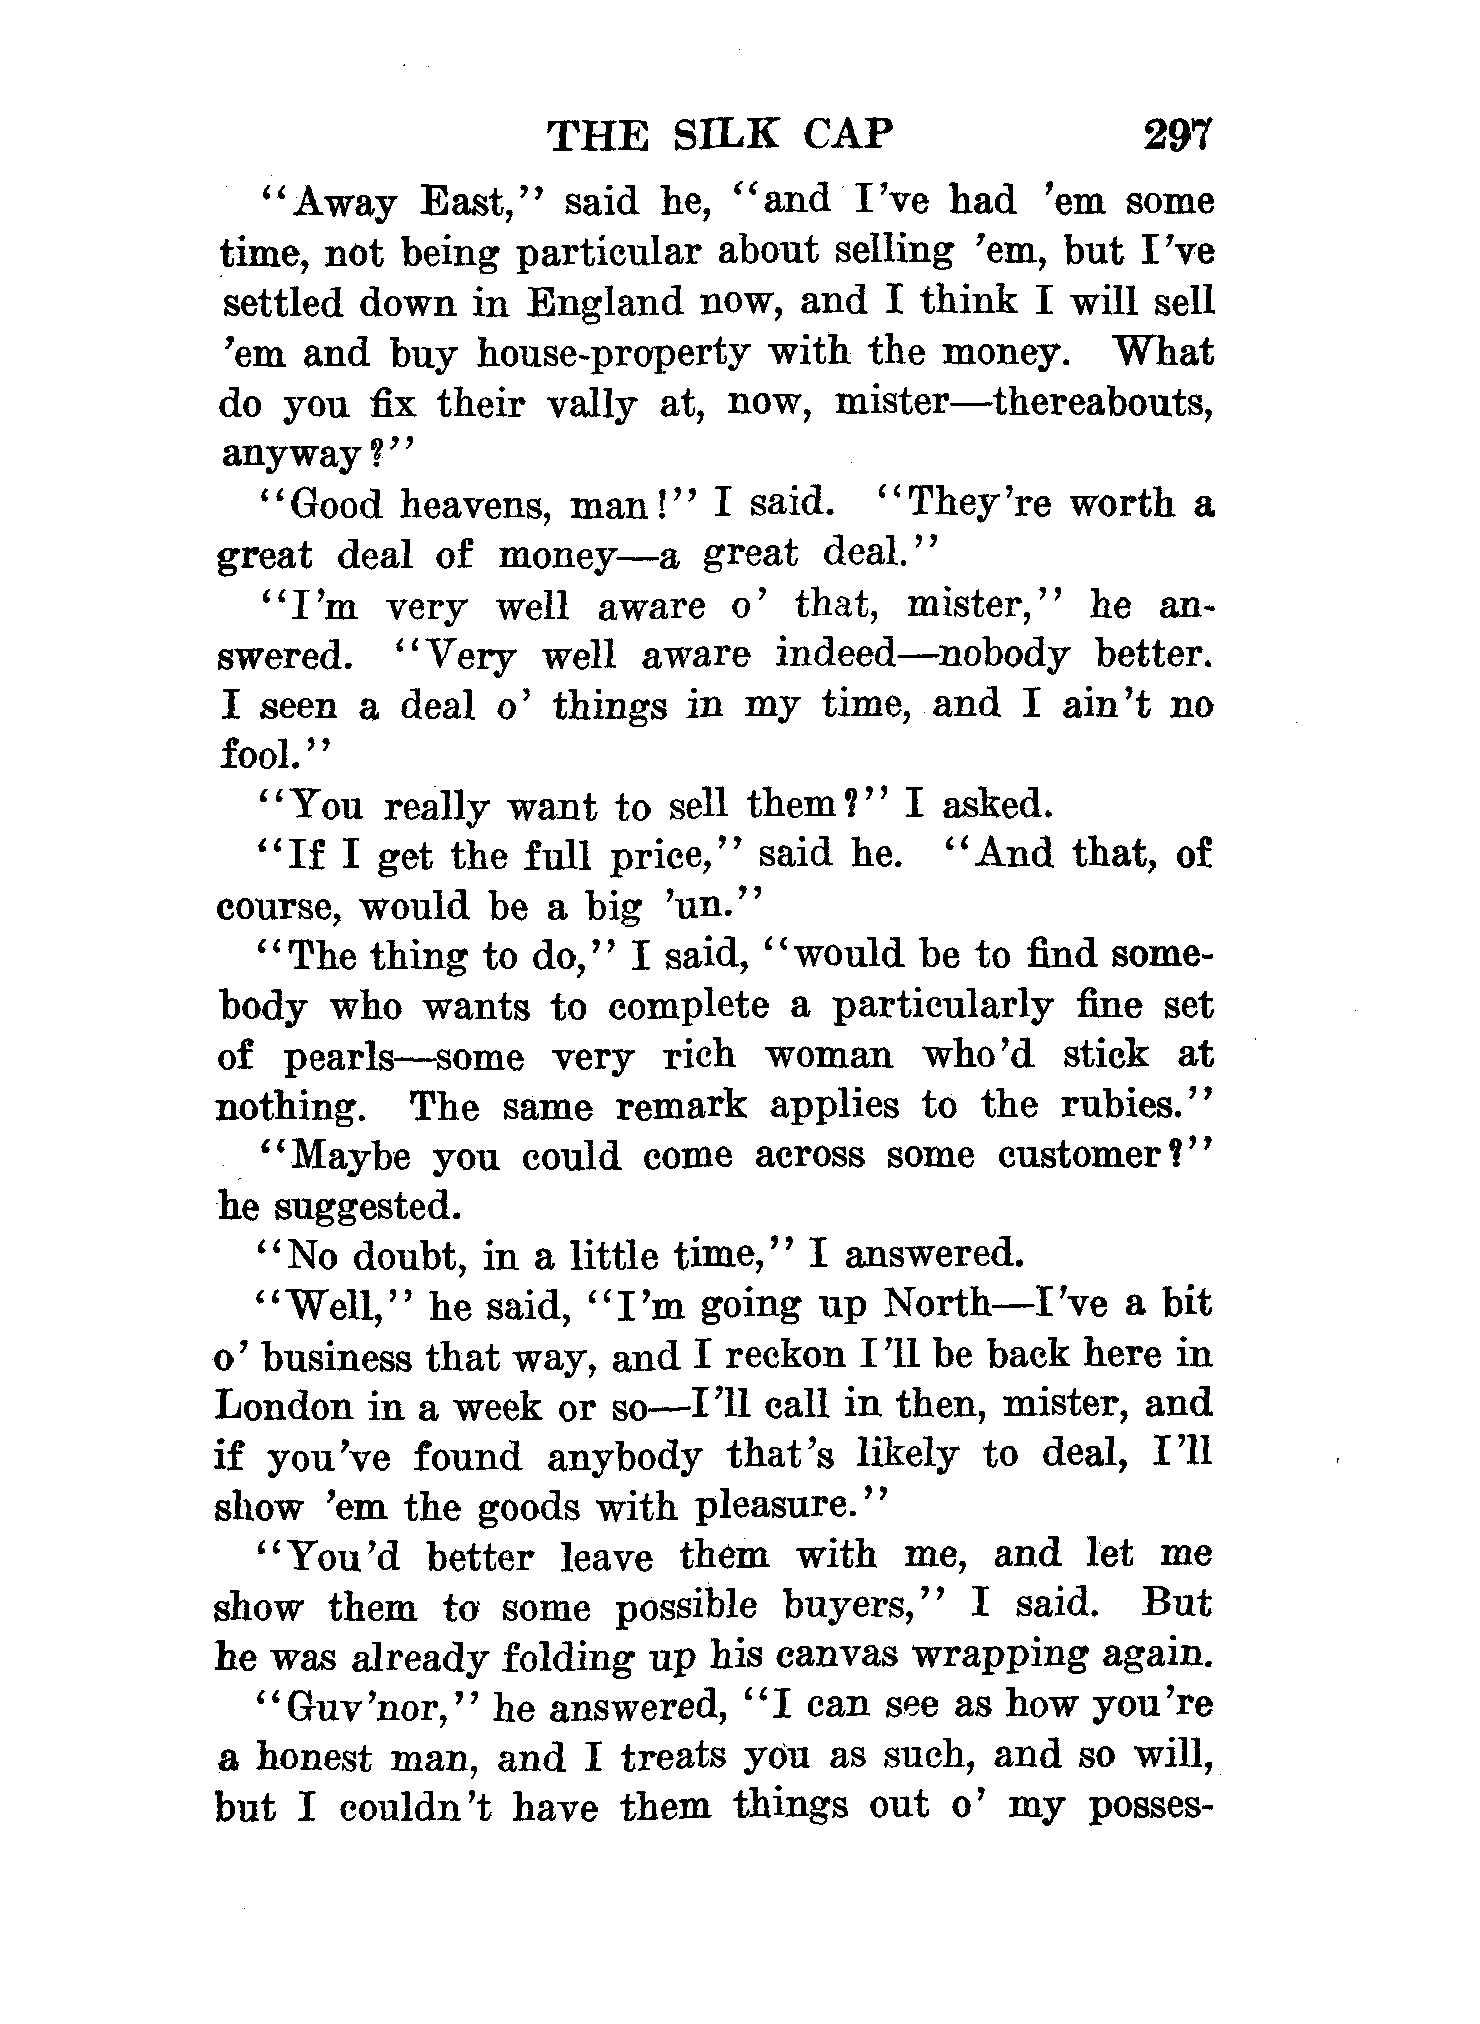 THE SILK CAP 297
"Away East," said he, "and I've had 'em some
time, not being particular about selling 'em, but I've
settled down in England now, and I think I will sell
'em and buy house-property with the money. What
do you fix their vally at, now, mister—thereabouts,
anyway?"
"Good heavens, man!" I said. "They're worth a
great deal of money—a great deal."
"I'm very well aware o' that, mister," he an-
swered. "Very well aware indeed—nobody better.
I seen a deal o' things in my time, and I ain't no
fool."
"You really want to sell them?" I asked.
"If I get the full price," said he. "And that, of
course, would be a big 'un."
"The thing to do," I said, "would be to find some-
body who wants to complete a particularly fine set
of pearls—some very rich woman who'd stick at
nothing. The same remark applies to the rubies."
"Maybe you could come across some customer?"
he suggested.
"No doubt, in a little time," I answered.
"Well," he said, "I'm going up North—I've a bit
o' business that way, and I reckon I'll be back here in
London in a week or so—I'll call in then, mister, and
if you've found anybody that's likely to deal, I'll
show 'em the goods with pleasure."
"You'd better leave them with me, and let me
show them to some possible buyers," I said. But
he was already folding up his canvas wrapping again.
"Guv'nor," he answered, "I can see as how you're
a honest man, and I treats you as such, and so will,
but I couldn't have them things out o' my posses-